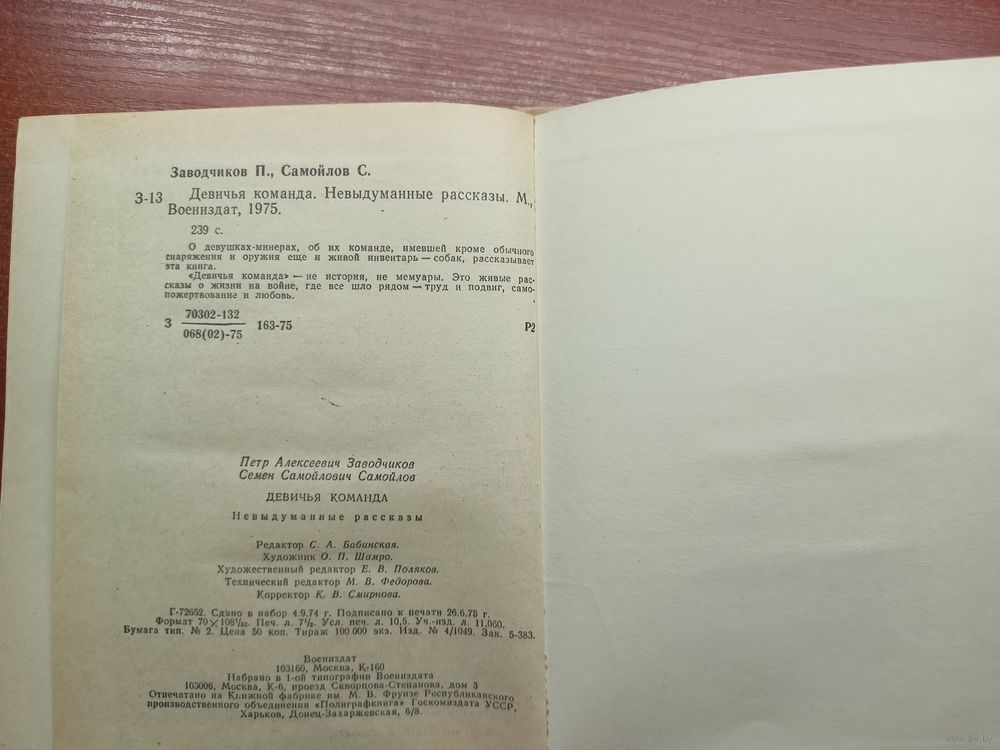 Заводчиков П., Самойлов С.
З-13 Девичья команда. Невыдуманные рассказы. М.,
Воениздат, 1975.
239 с.
О девушках-минерах, об их команде, имевшей кроме обычного
снаряжения и оружия еще и живой инвентарь — собак, рассказывает
эта книга.
«Девичья команда» — не история, не мемуары. Это живые рас-
сказы о жизни на войне, где все шло рядом — труд и подвиг, само-
пожертвование и любовь.
70302-132
З 163-75 Р2
068(02)-75
Петр Алексеевич Заводчиков
Семен Самойлович Самойлов
ДЕВИЧЬЯ КОМАНДА
Невыдуманные рассказы
Редактор С. А. Бабинская.
Художник О. П. Шамро.
Художественный редактор Е. В. Поляков.
Технический редактор М. В. Федорова.
Корректор К. В. Смирнова.
Г-72652. Сдано в набор 4.9.74 г. Подписано к печати 26.6.75 г.
Формат 70×108¹/₃₂. Печ. л. 7¹/₂. Усл. печ. л. 10,5. Уч.-изд. л. 11,060.
Бумага тип. № 2. Цена 50 коп. Тираж 100 000 экз. Изд. № 4/1049. Зак. 5-383.
Воениздат
103160, Москва, К-160
Набрано в 1-ой типографии Воениздата
103006, Москва, К-6, проезд Скворцова-Степанова, дом 3
Отпечатано на Книжной фабрике им. М. В. Фрунзе Республиканского
производственного объединения «Полиграфкнига» Госкомиздата УССР,
Харьков, Донец-Захаржевская, 6/8.
www.ay.by